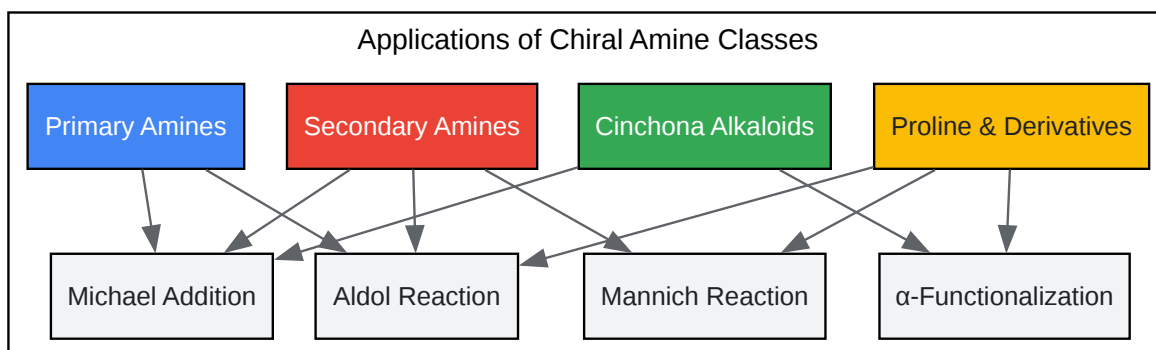 Applications of Chiral Amine Classes
Primary Amines
Secondary Amines
Cinchona Alkaloids
Proline & Derivatives
Michael Addition
Aldol Reaction
Mannich Reaction
α-Functionalization